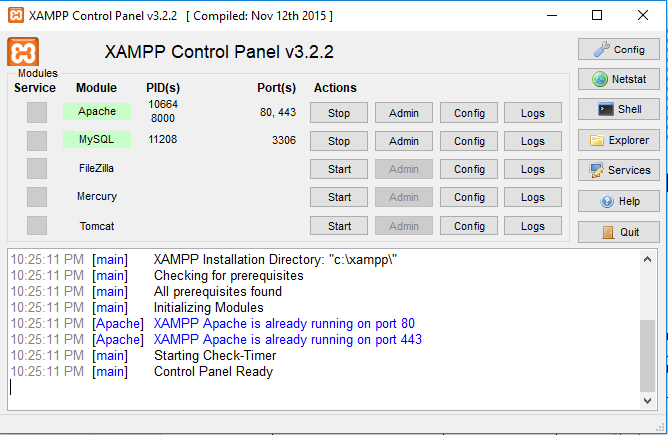 XAMPP Control Panel v3.2.2   [ Compiled: Nov 12th 2015 ]
XAMPP Control Panel v3.2.2
Config
Modules
Service Module PID(s) Port(s) Actions
Netstat
Apache 10664 8000 80, 443 Stop Admin Config Logs
Shell
MySQL 11208 3306 Stop Admin Config Logs
Explorer
FileZilla Start Admin Config Logs
Services
Mercury Start Admin Config Logs
Help
Tomcat Start Admin Config Logs
Quit
10:25:11 PM [main] XAMPP Installation Directory: "c:\xampp\"
10:25:11 PM [main] Checking for prerequisites
10:25:11 PM [main] All prerequisites found
10:25:11 PM [main] Initializing Modules
10:25:11 PM [Apache] XAMPP Apache is already running on port 80
10:25:11 PM [Apache] XAMPP Apache is already running on port 443
10:25:11 PM [main] Starting Check-Timer
10:25:11 PM [main] Control Panel Ready